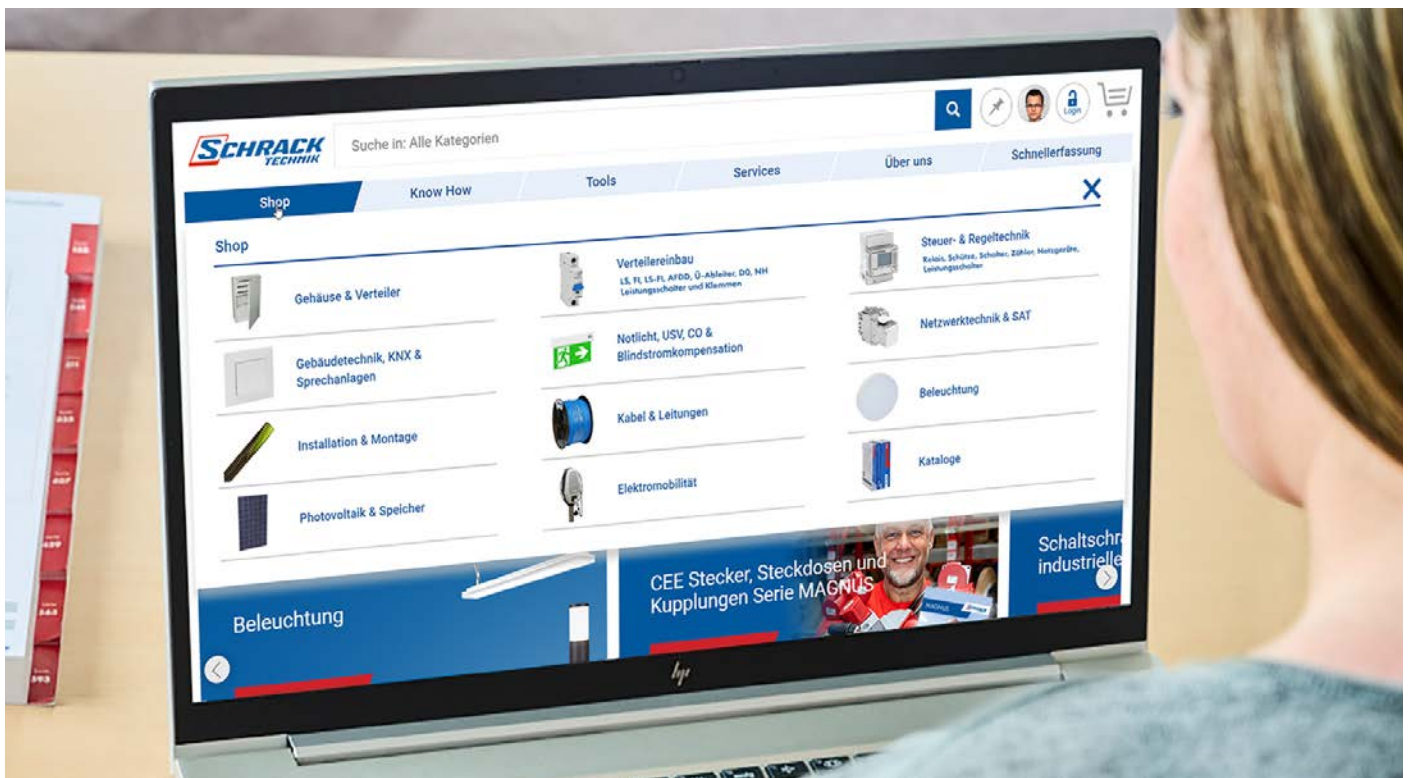 SCHRACK
TECHNIK
Suche in: Alle Kategorien
Login
Shop
Know How
Tools
Services
Über uns
Schnellerfassung
X
Shop
Gehäuse & Verteiler
Verteilereinbau
LS, FI, LS-FI, AFDD, Ü-Ableiter, DO, NH
Leistungsschalter und Klemmen
Steuer- & Regeltechnik
Relais, Schütze, Schalter, Zähler, Netzgeräte,
Leistungsschalter
Gebäudetechnik, KNX &
Sprechanlagen
Notlicht, USV, CO &
Blindstromkompensation
Netzwerktechnik & SAT
Installation & Montage
Kabel & Leitungen
Beleuchtung
Photovoltaik & Speicher
Elektromobilität
Kataloge
Beleuchtung
CEE Stecker, Steckdosen und
Kupplungen Serie MAGNUS
MAGNUS
SCHRACK
Schaltschr
industrielle
hp